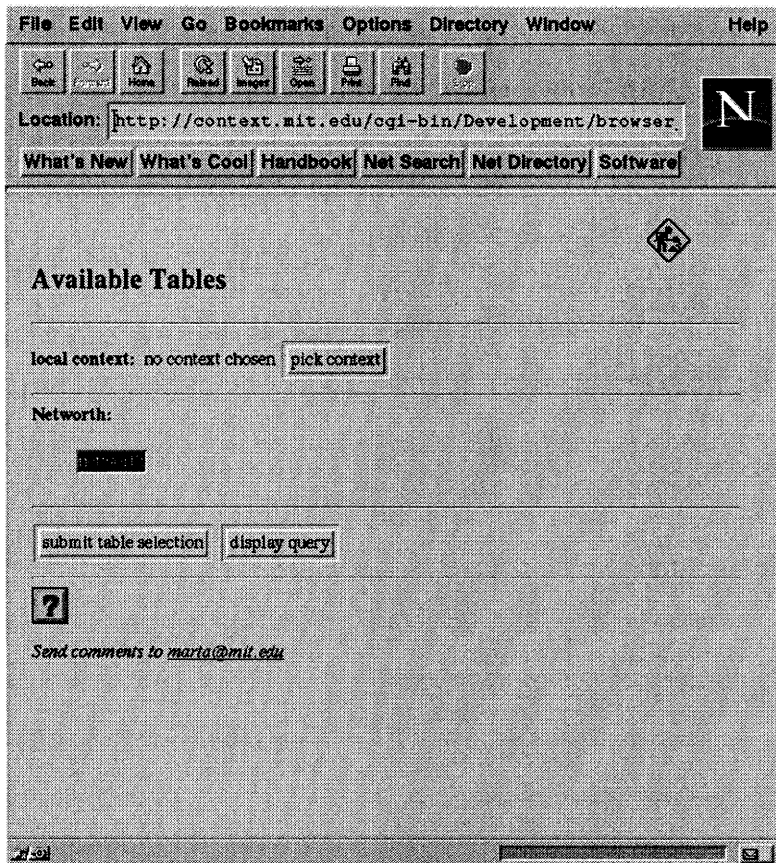 File Edit View Go Bookmarks Options Directory Window Help
Back Forward Home Reload Images Open Print Find Stop
Location: http://context.mit.edu/cgi-bin/Development/browser
N
What's New What's Cool Handbook Net Search Net Directory Software
Available Tables
local context: no context chosen pick context
Networth:
submit table selection display query
?
Send comments to marta@mit.edu